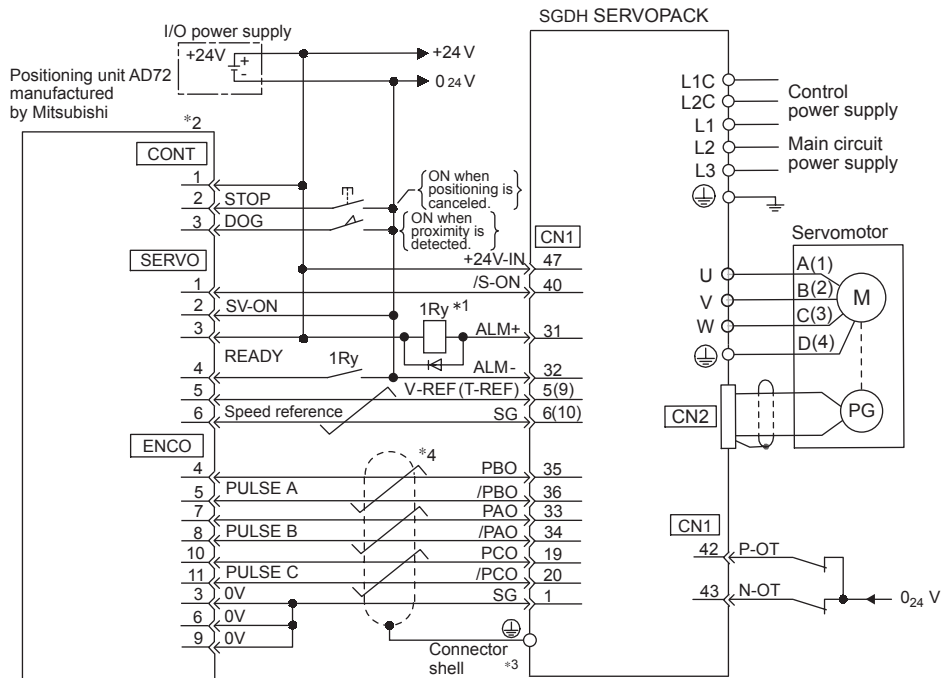 SGDH SERVOPACK
I/O power supply
+24V
+
-
+24 V
0 24 V
Positioning unit AD72
manufactured
by Mitsubishi
*2
CONT
1
2 STOP
3 DOG
ON when
positioning is
canceled.
ON when
proximity is
detected.
SERVO
1
2 SV-ON
3
READY
4
5
6 Speed reference
1Ry *1
1Ry
CN1
+24V-IN 47
/S-ON 40
ALM+ 31
ALM- 32
V-REF (T-REF) 5(9)
SG 6(10)
ENCO
*4
4
PULSE A
5
7
PULSE B
8
10
PULSE C
11
3 0V
6 0V
9 0V
PBO 35
/PBO 36
PAO 33
/PAO 34
PCO 19
/PCO 20
SG 1
Connector
shell *3
L1C
L2C
L1
L2
L3
Control
power supply
Main circuit
power supply
Servomotor
U A(1)
V B(2)
W C(3)
D(4)
M
CN2
PG
CN1
42 P-OT
43 N-OT
0₂₄ V